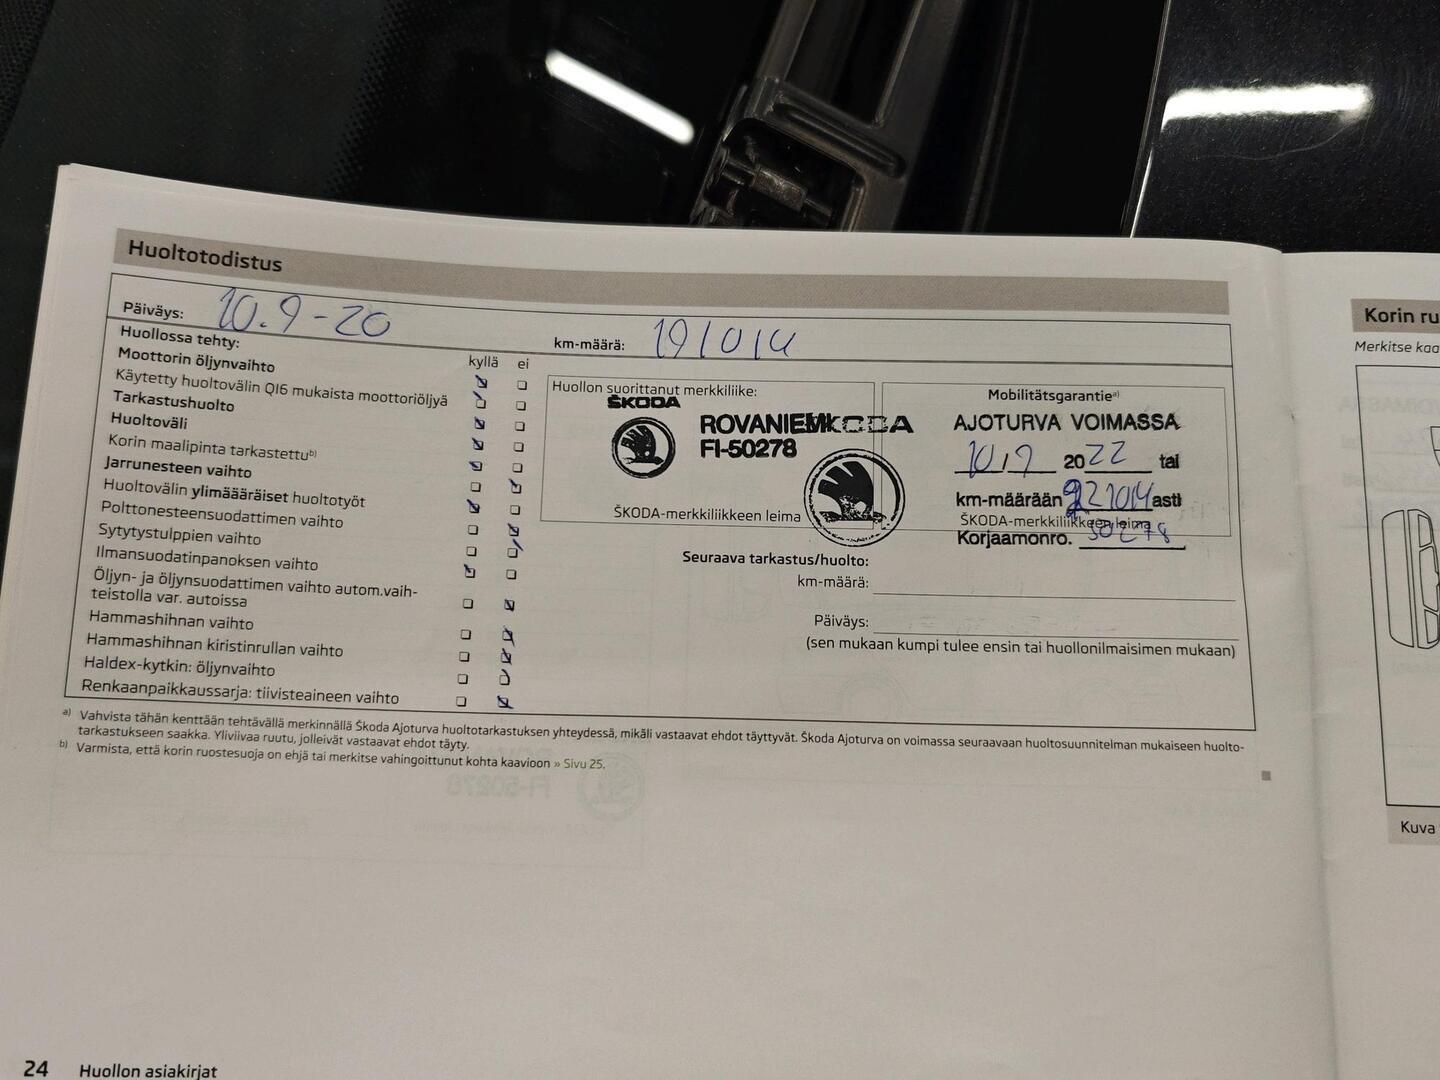 Huoltotodistus
Päiväys: 10.9-20
km-määrä: 191014
Huollossa tehty:
kyllä ei
Moottorin öljynvaihto
Käytetty huoltovälin QI6 mukaista moottoriöljyä
Tarkastushuolto
Huoltoväli
Korin maalipinta tarkastettu b)
Jarrunesteen vaihto
Huoltovälin ylimääräiset huoltotyöt
Polttonesteensuodattimen vaihto
Sytytystulppien vaihto
Ilmansuodatinpanoksen vaihto
Öljyn- ja öljynsuodattimen vaihto autom.vaih-
teistolla var. autoissa
Hammashihnan vaihto
Hammashihnan kiristinrullan vaihto
Haldex-kytkin: öljynvaihto
Renkaanpaikkaussarja: tiivisteaineen vaihto
Huollon suorittanut merkkiliike:
ŠKODA
ROVANIEMI
FI-50278
ŠKODA
ŠKODA-merkkiliikkeen leima
Mobilitätsgarantie a)
AJOTURVA VOIMASSA
10.9 2022 tai
km-määrään 221014 asti
ŠKODA-merkkiliikkeen leima
Korjaamonro. 50278
Seuraava tarkastus/huolto:
km-määrä:
Päiväys:
(sen mukaan kumpi tulee ensin tai huollonilmaisimen mukaan)
a) Vahvista tähän kenttään tehtävällä merkinnällä Škoda Ajoturva huoltotarkastuksen yhteydessä, mikäli vastaavat ehdot täyttyvät. Škoda Ajoturva on voimassa seuraavaan huoltosuunnitelman mukaiseen huolto-
tarkastukseen saakka. Yliviivaa ruutu, jolleivät vastaavat ehdot täyty.
b) Varmista, että korin ruostesuoja on ehjä tai merkitse vahingoittunut kohta kaavioon » Sivu 25.
24 Huollon asiakirjat
Korin ru
Merkitse kaa
Kuva